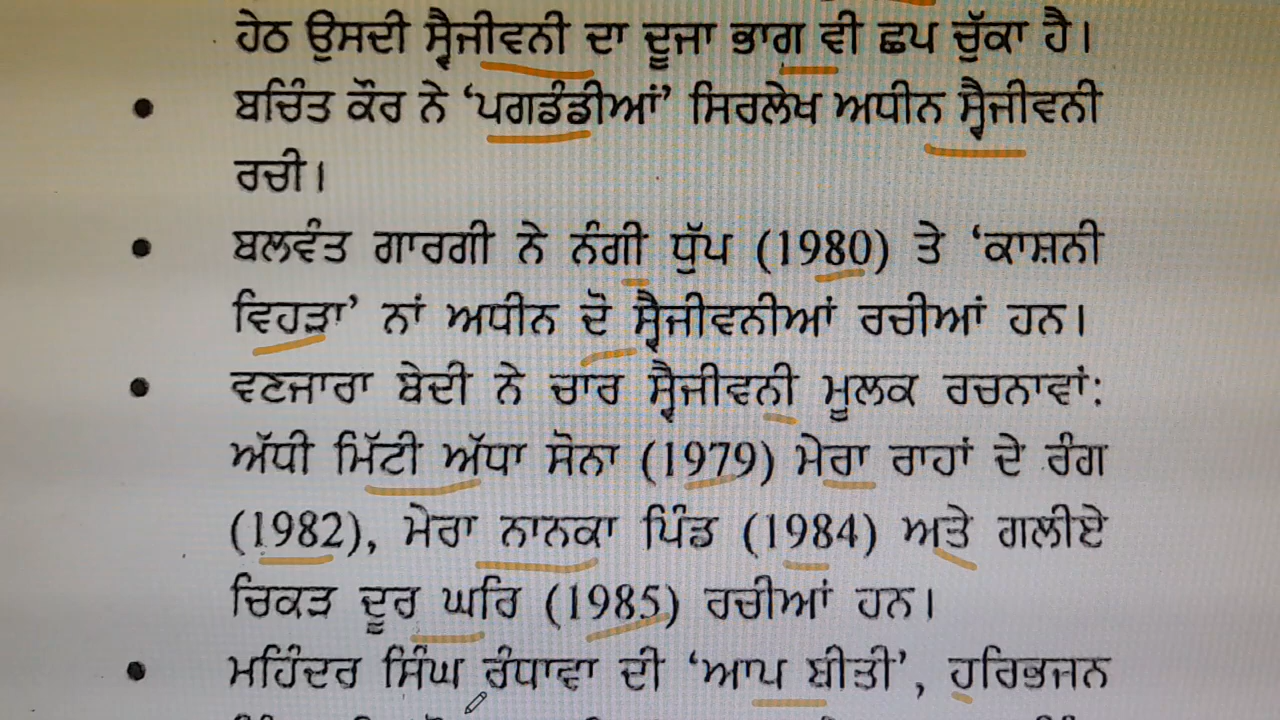 ਹੇਠ ਉਸਦੀ ਸ੍ਵੈਜੀਵਨੀ ਦਾ ਦੂਜਾ ਭਾਗ ਵੀ ਛਪ ਚੁੱਕਾ ਹੈ।
• ਬਚਿੰਤ ਕੌਰ ਨੇ ‘ਪਗਡੰਡੀਆਂ’ ਸਿਰਲੇਖ ਅਧੀਨ ਸ੍ਵੈਜੀਵਨੀ
ਰਚੀ।
• ਬਲਵੰਤ ਗਾਰਗੀ ਨੇ ਨੰਗੀ ਧੁੱਪ (1980) ਤੇ ‘ਕਾਸ਼ਨੀ
ਵਿਹੜਾ’ ਨਾਂ ਅਧੀਨ ਦੋ ਸ੍ਵੈਜੀਵਨੀਆਂ ਰਚੀਆਂ ਹਨ।
• ਵਣਜਾਰਾ ਬੇਦੀ ਨੇ ਚਾਰ ਸ੍ਵੈਜੀਵਨੀ ਮੂਲਕ ਰਚਨਾਵਾਂ:
ਅੱਧੀ ਮਿੱਟੀ ਅੱਧਾ ਸੋਨਾ (1979) ਮੇਰਾ ਰਾਹਾਂ ਦੇ ਰੰਗ
(1982), ਮੇਰਾ ਨਾਨਕਾ ਪਿੰਡ (1984) ਅਤੇ ਗਲੀਏ
ਚਿਕੜ ਦੂਰ ਘਰਿ (1985) ਰਚੀਆਂ ਹਨ।
• ਮਹਿੰਦਰ ਸਿੰਘ ਰੰਧਾਵਾ ਦੀ ‘ਆਪ ਬੀਤੀ’, ਹਰਿਭਜਨ